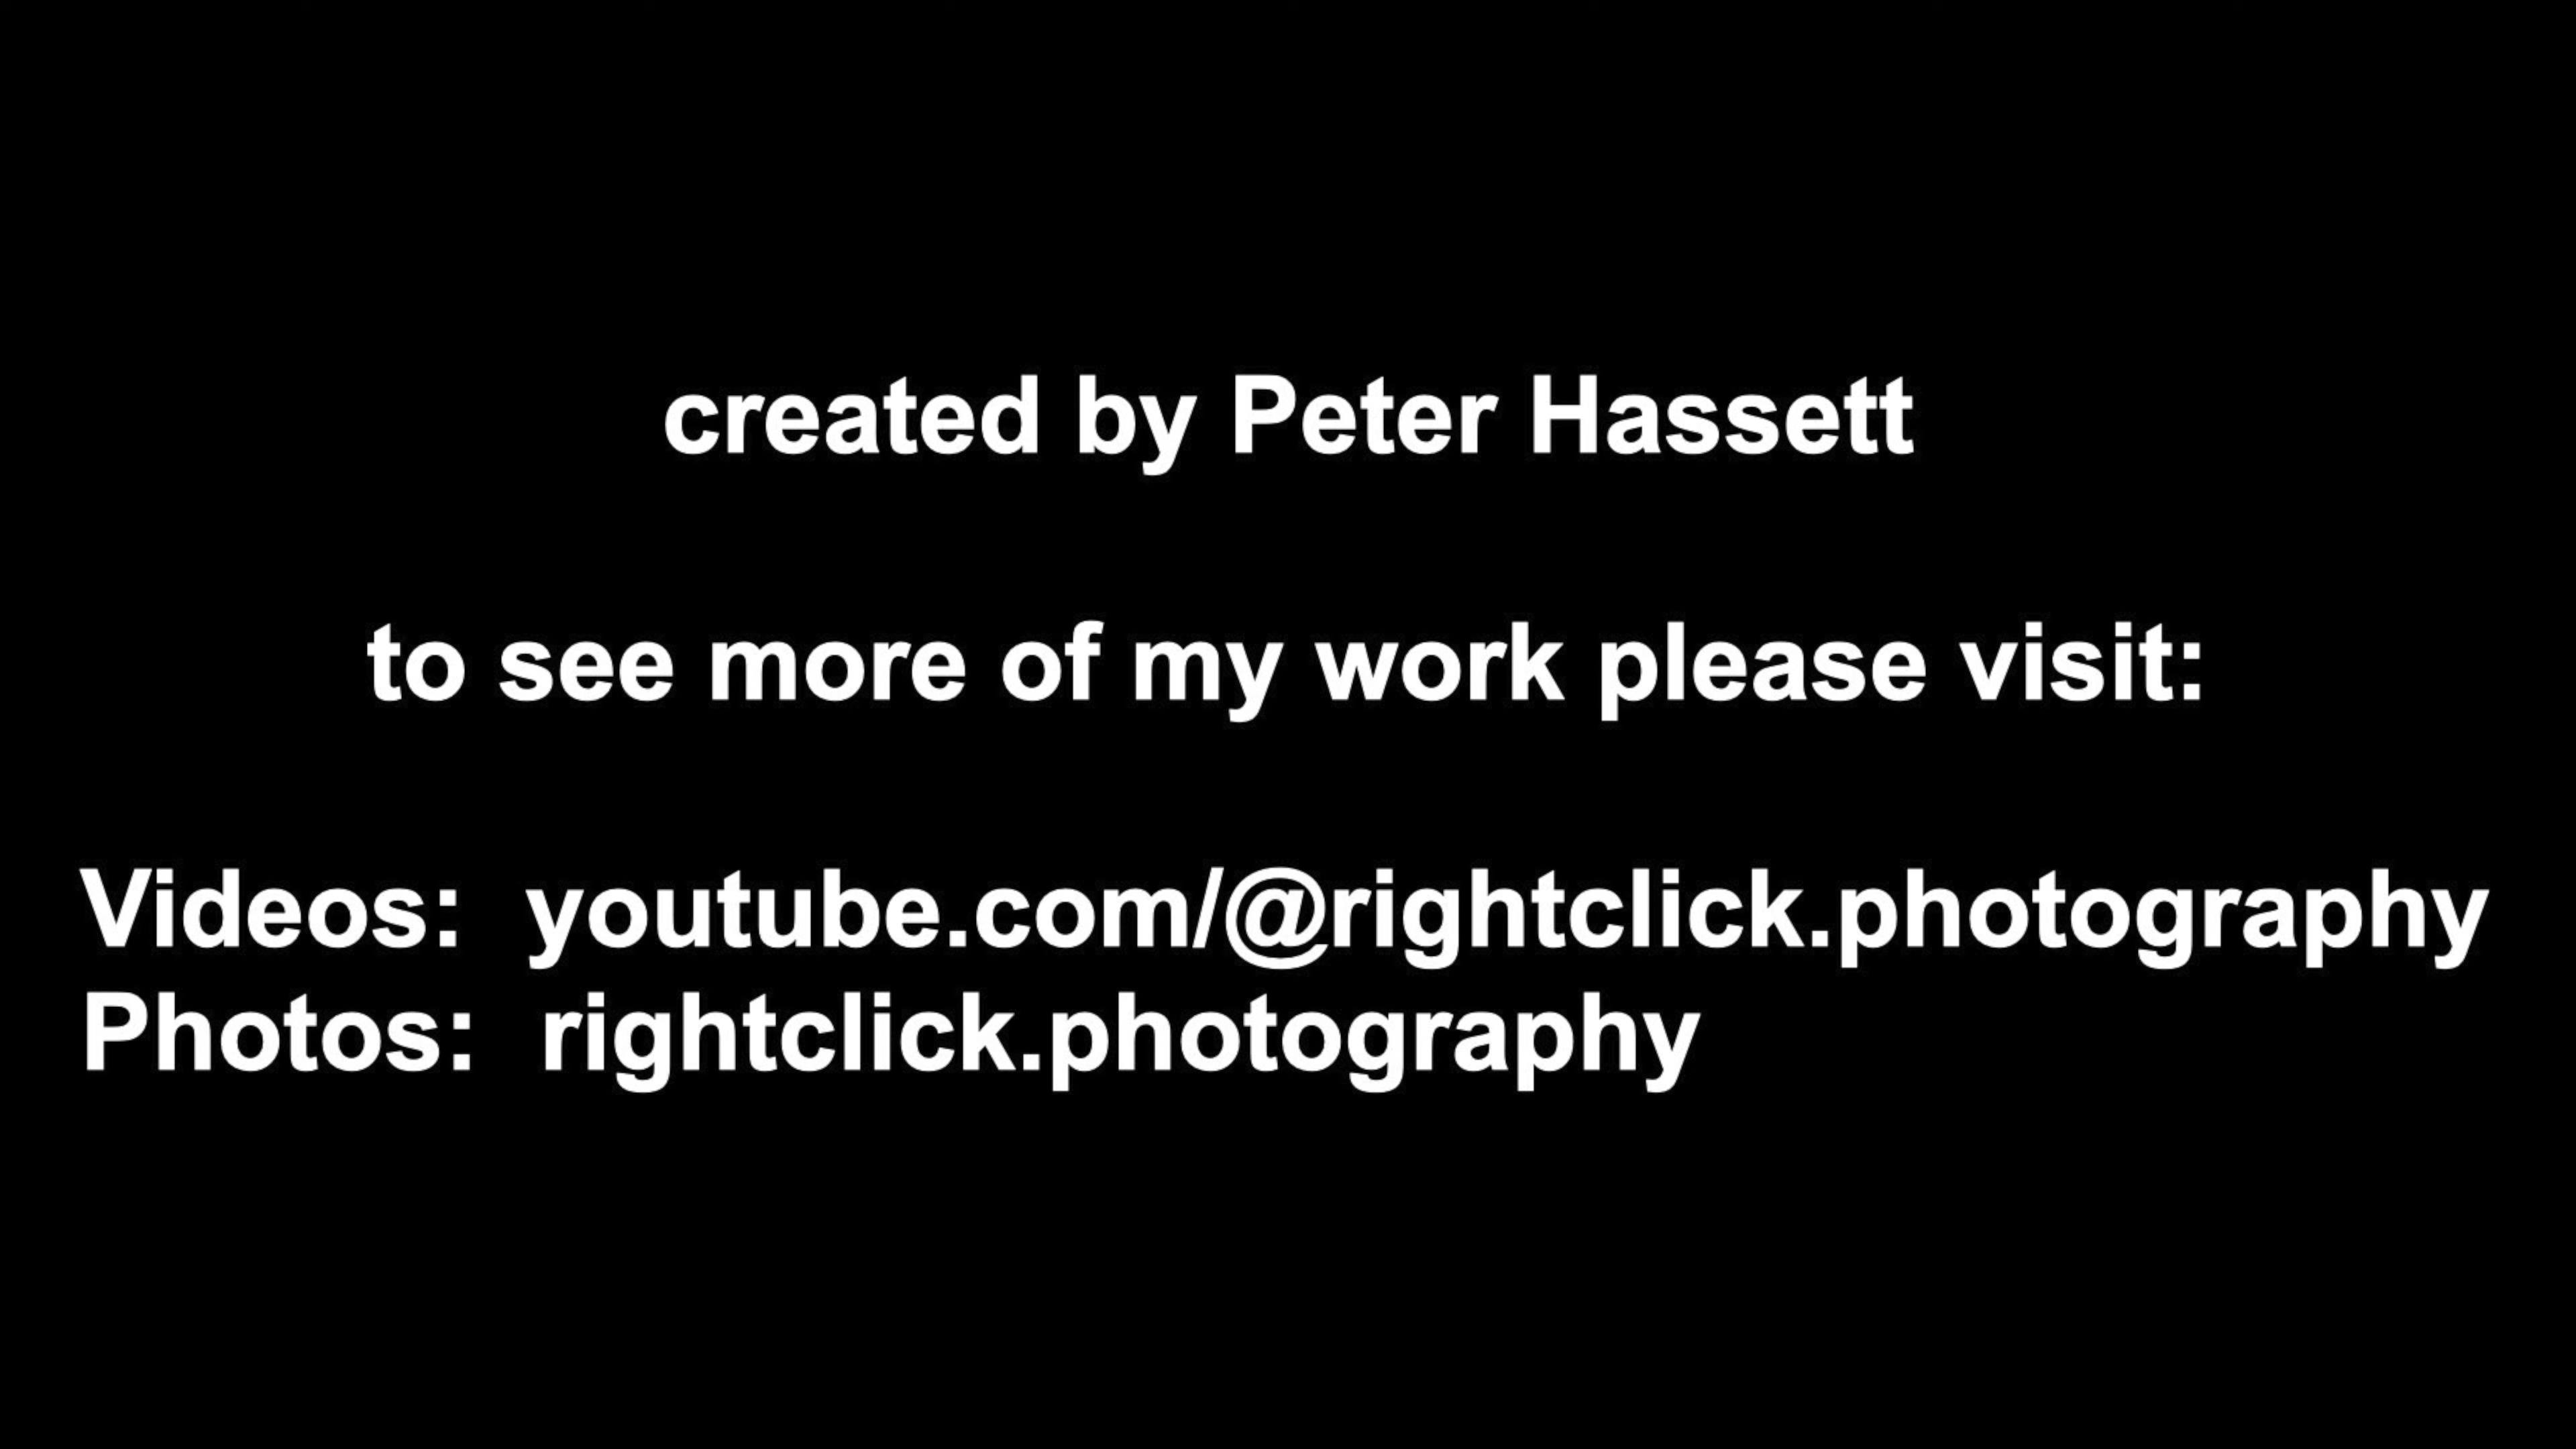 created by Peter Hassett
to see more of my work please visit:
Videos: youtube.com/@rightclick.photography
Photos: rightclick.photography